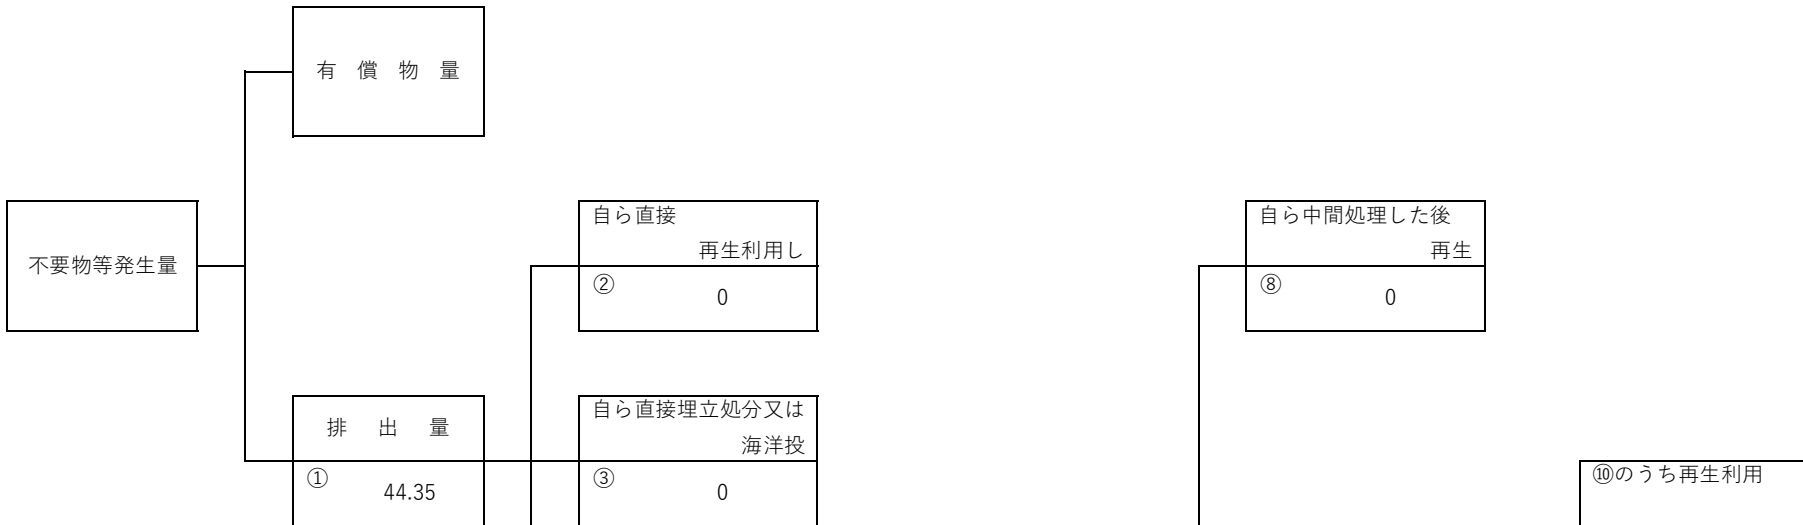 有 償 物 量
自ら直接
再生利用し
② 0
自ら中間処理した後
再生
⑧ 0
不要物等発生量
排 出 量
① 44.35
自ら直接埋立処分又は
海洋投
③ 0
⑩のうち再生利用